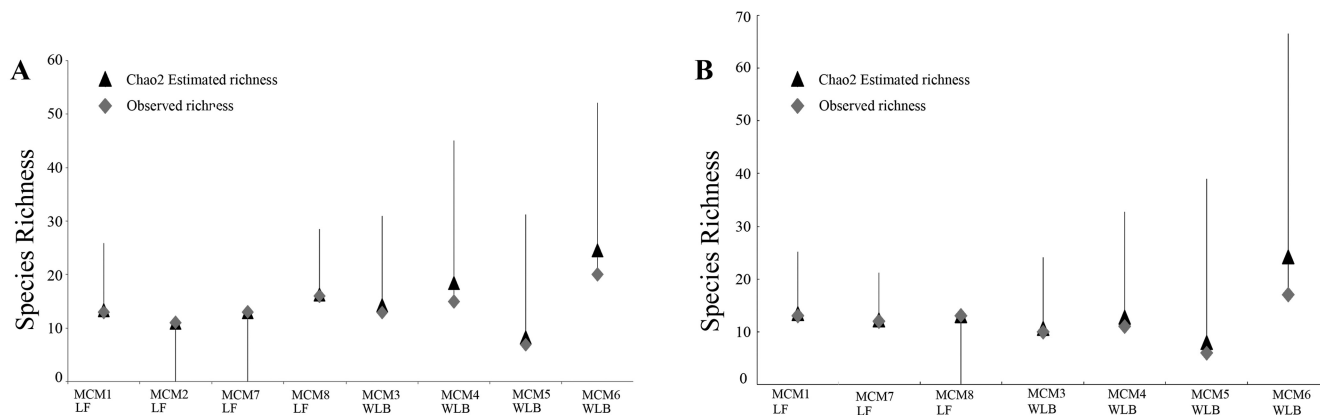 A
Species Richness
60
50
40
30
20
10
0
Chao2 Estimated richness
Observed richness
MCM1 MCM2 MCM7 MCM8 MCM3 MCM4 MCM5 MCM6
LF LF LF LF WLB WLB WLB WLB
B
Species Richness
70
60
50
40
30
20
10
0
Chao2 Estimated richness
Observed richness
MCM1 MCM7 MCM8 MCM3 MCM4 MCM5 MCM6
LF LF LF WLB WLB WLB WLB